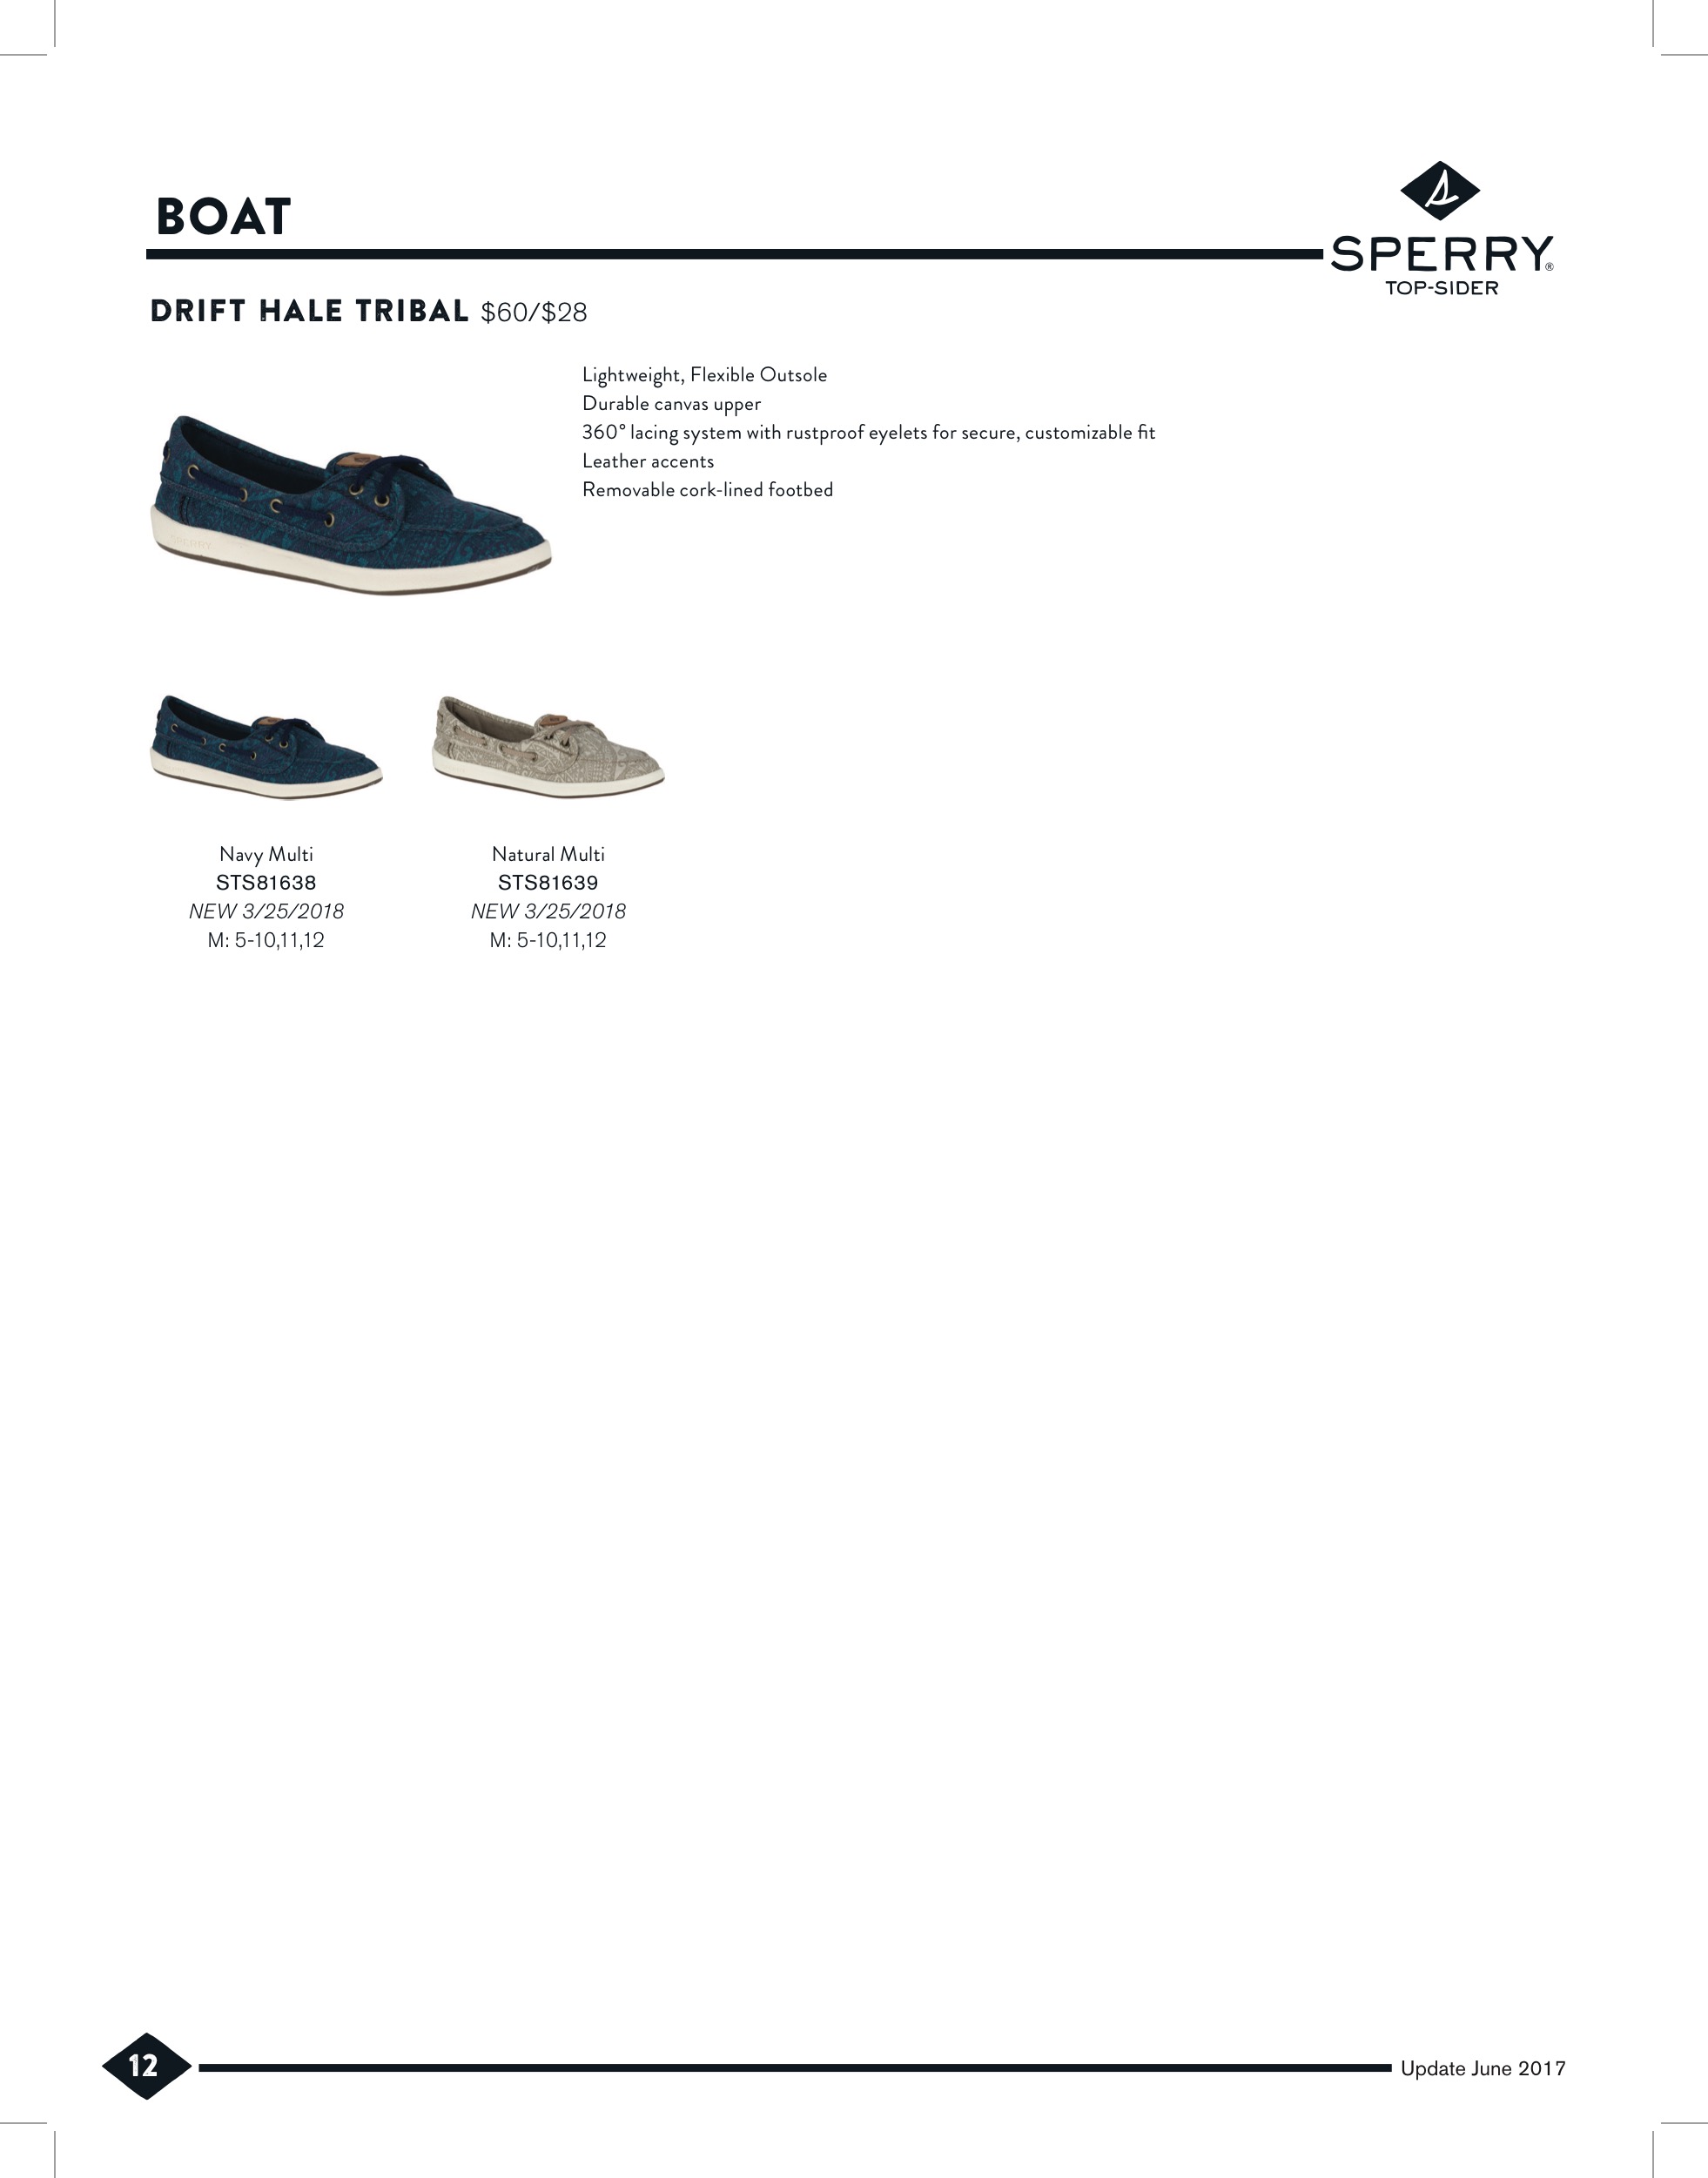 BOAT
SPERRY®
TOP-SIDER
DRIFT HALE TRIBAL $60/$28
Lightweight, Flexible Outsole
Durable canvas upper
360° lacing system with rustproof eyelets for secure, customizable fit
Leather accents
Removable cork-lined footbed
SPERRY
Navy Multi
STS81638
NEW 3/25/2018
M: 5-10,11,12
Natural Multi
STS81639
NEW 3/25/2018
M: 5-10,11,12
12
Update June 2017